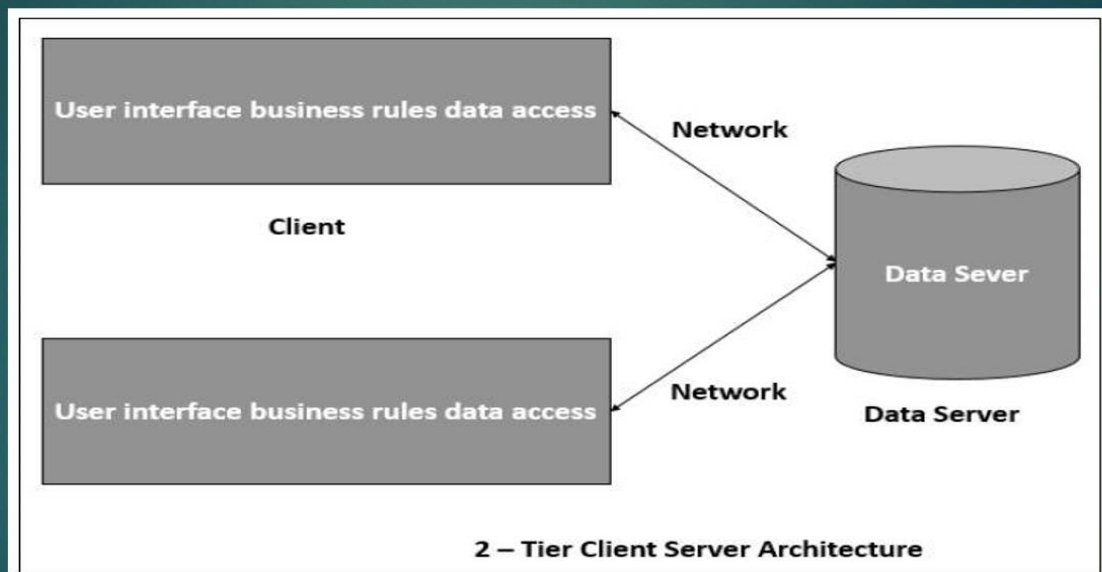 User interface business rules data access
Network
Client
Data Sever
User interface business rules data access
Network
Data Server
2 – Tier Client Server Architecture